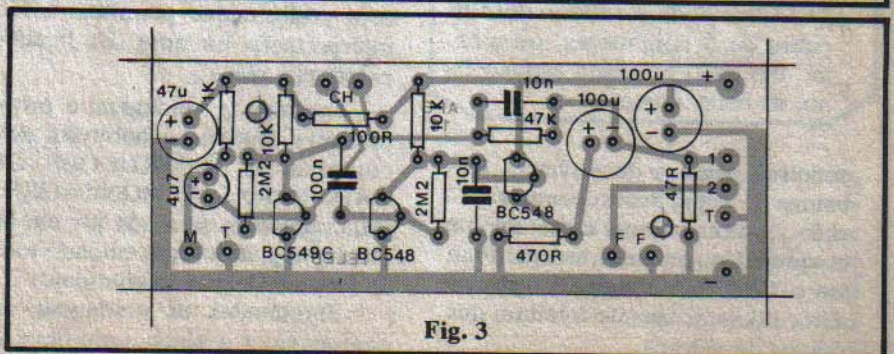 47u
1K
10K
CH
100R
10K
A
10n
47K
100u
100u
+
+
-
+
-
+
-
4u7
+
-
2M2
100n
2M2
10n
BC548
47R
1
2
T
M
T
BC549C
BC548
470R
F
F
-
Fig. 3